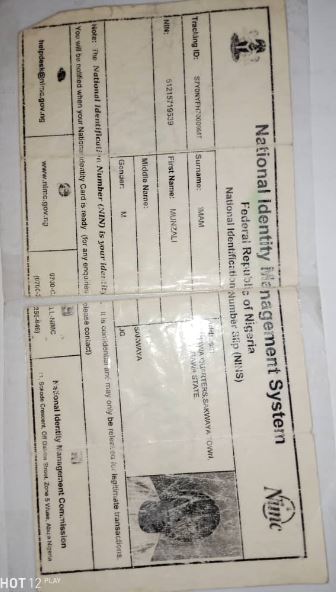 National Identity Management System
Federal Republic of Nigeria
National Identification Number Slip (NINS)
Nimc
Tracking ID:
Surname: IMAM
NIN:
First Name: MUNZALI
Middle Name:
Gender: M
QUARTERS, SAKWAYA TOWN,
STATE
SAKWAYA
Note: The National Identification Number (NIN) is your identity. It is confidential and may only be released for legitimate transactions.
You will be notified when your National Identity Card is ready (for any enquiries please contact)
helpdesk@nimc.gov.ng
www.nimc.gov.ng
National Identity Management Commission
11, Sokode Crescent, Off Dalaba Street, Zone 5 Wuse, Abuja Nigeria
HOT 12 PLAY